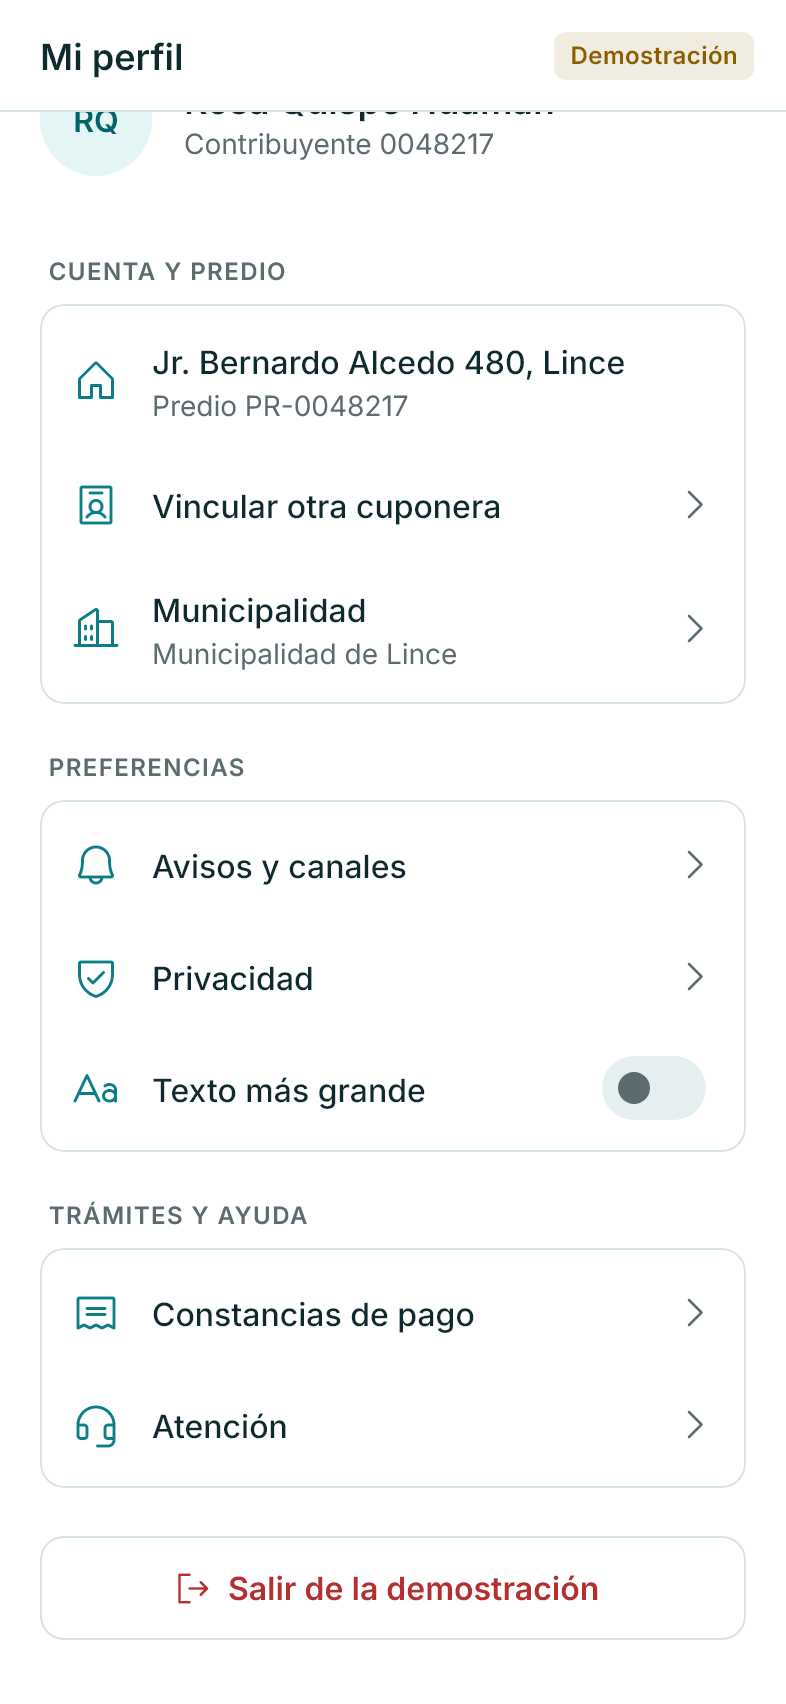 Mi perfil
Demostración
RQ
Contribuyente 0048217
CUENTA Y PREDIO
Jr. Bernardo Alcedo 480, Lince
Predio PR-0048217
Vincular otra cuponera
Municipalidad
Municipalidad de Lince
PREFERENCIAS
Avisos y canales
Privacidad
Aa
Texto más grande
TRÁMITES Y AYUDA
Constancias de pago
Atención
Salir de la demostración